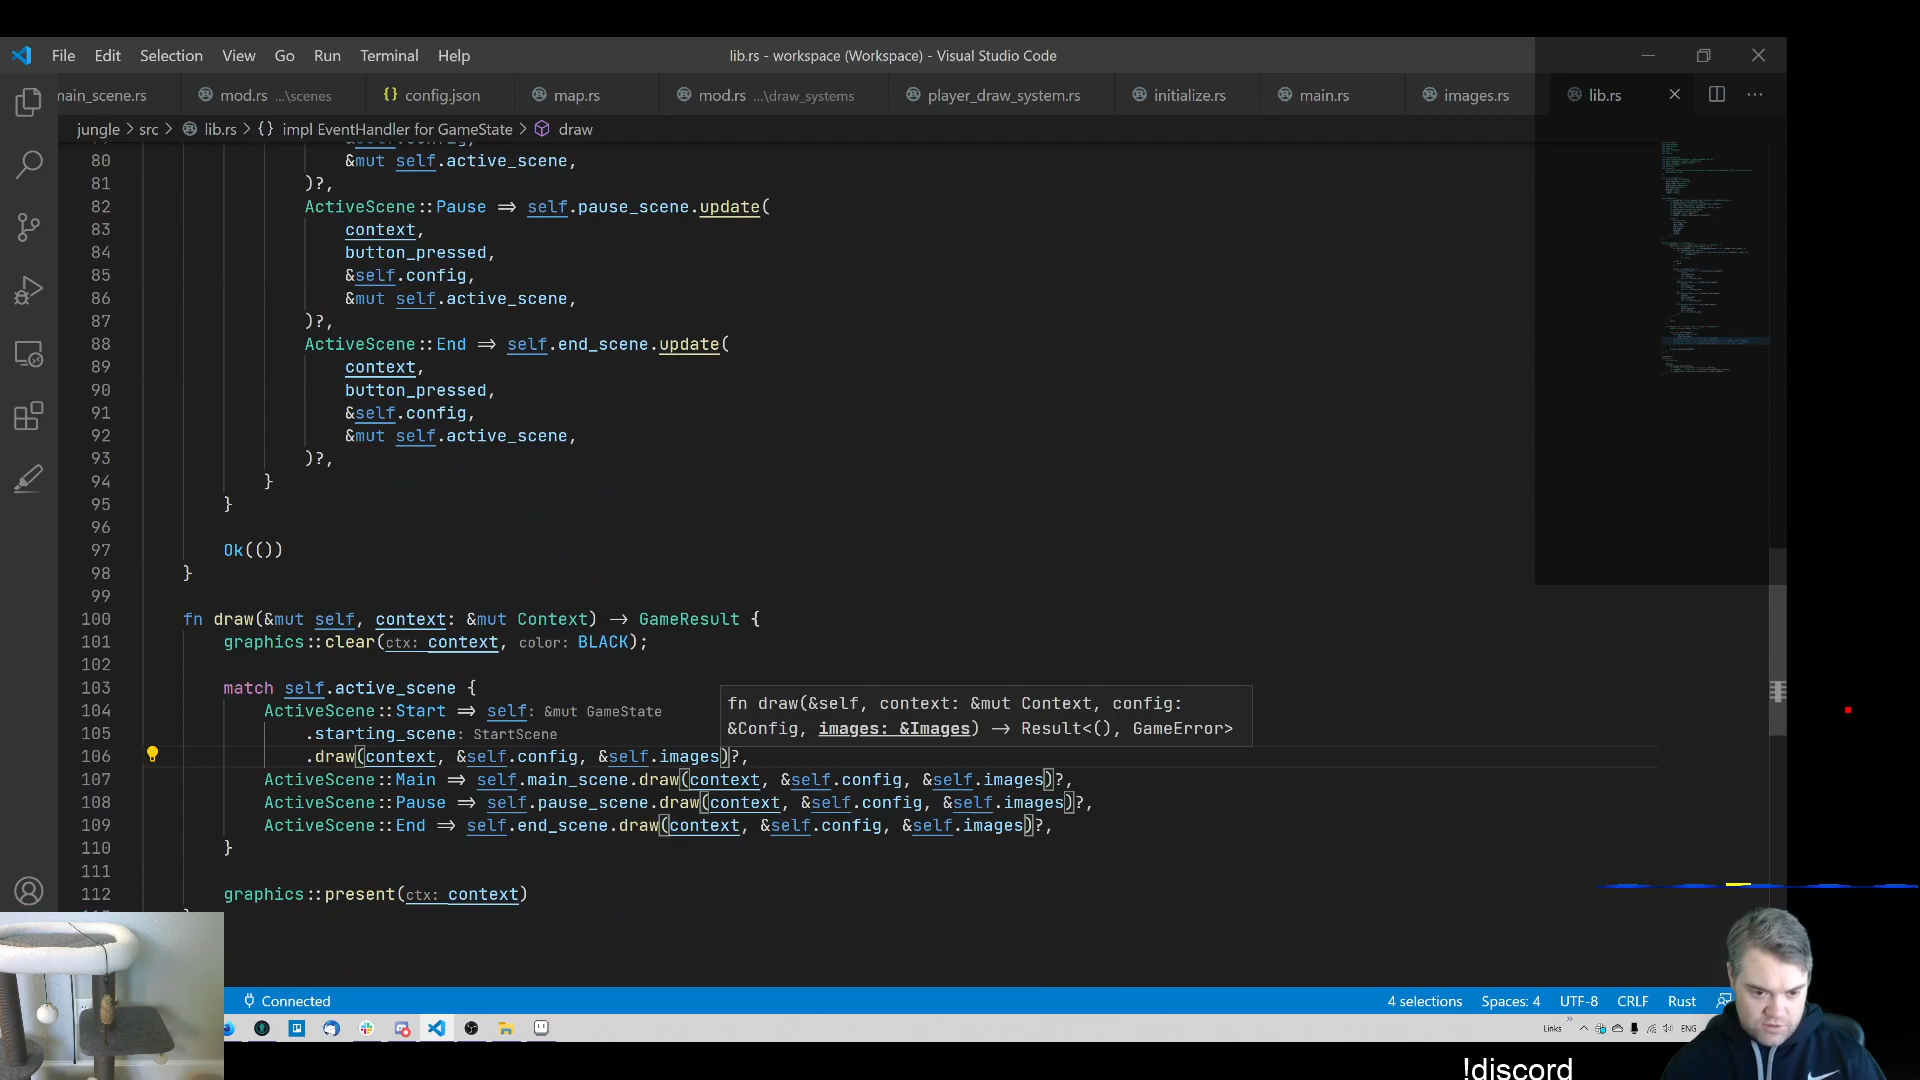 File Edit Selection View Go Run Terminal Help
lib.rs - workspace (Workspace) - Visual Studio Code
main_scene.rs mod.rs ...\scenes config.json map.rs mod.rs ...\draw_systems player_draw_system.rs initialize.rs main.rs images.rs lib.rs
jungle > src > lib.rs > {} impl EventHandler for GameState > draw
80 &mut self.active_scene,
81 )?,
82 ActiveScene::Pause => self.pause_scene.update(
83 context,
84 button_pressed,
85 &self.config,
86 &mut self.active_scene,
87 )?,
88 ActiveScene::End => self.end_scene.update(
89 context,
90 button_pressed,
91 &self.config,
92 &mut self.active_scene,
93 )?,
94 }
95 }
96
97 Ok(())
98 }
99
100 fn draw(&mut self, context: &mut Context) -> GameResult {
101 graphics::clear(ctx: context, color: BLACK);
102
103 match self.active_scene {
fn draw(&self, context: &mut Context, config:
&Config, images: &Images) -> Result<(), GameError>
104 ActiveScene::Start => self: &mut GameState
105 .starting_scene: StartScene
106 .draw(context, &self.config, &self.images)?,
107 ActiveScene::Main => self.main_scene.draw(context, &self.config, &self.images)?,
108 ActiveScene::Pause => self.pause_scene.draw(context, &self.config, &self.images)?,
109 ActiveScene::End => self.end_scene.draw(context, &self.config, &self.images)?,
110 }
111
112 graphics::present(ctx: context)
Connected 4 selections Spaces: 4 UTF-8 CRLF Rust
Links ENG
!discord